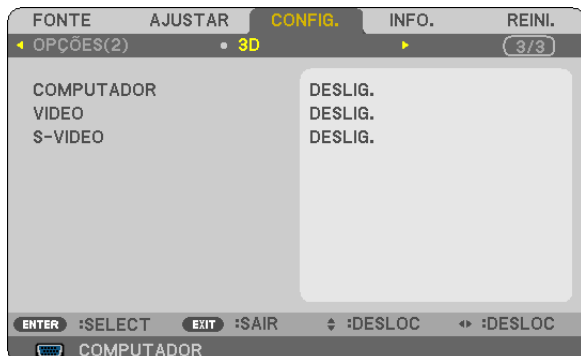 FONTE AJUSTAR CONFIG. INFO. REINI.
OPÇÕES(2) 3D 3/3
COMPUTADOR DESLIG.
VIDEO DESLIG.
S-VIDEO DESLIG.
ENTER :SELECT EXIT :SAIR :DESLOC :DESLOC
COMPUTADOR